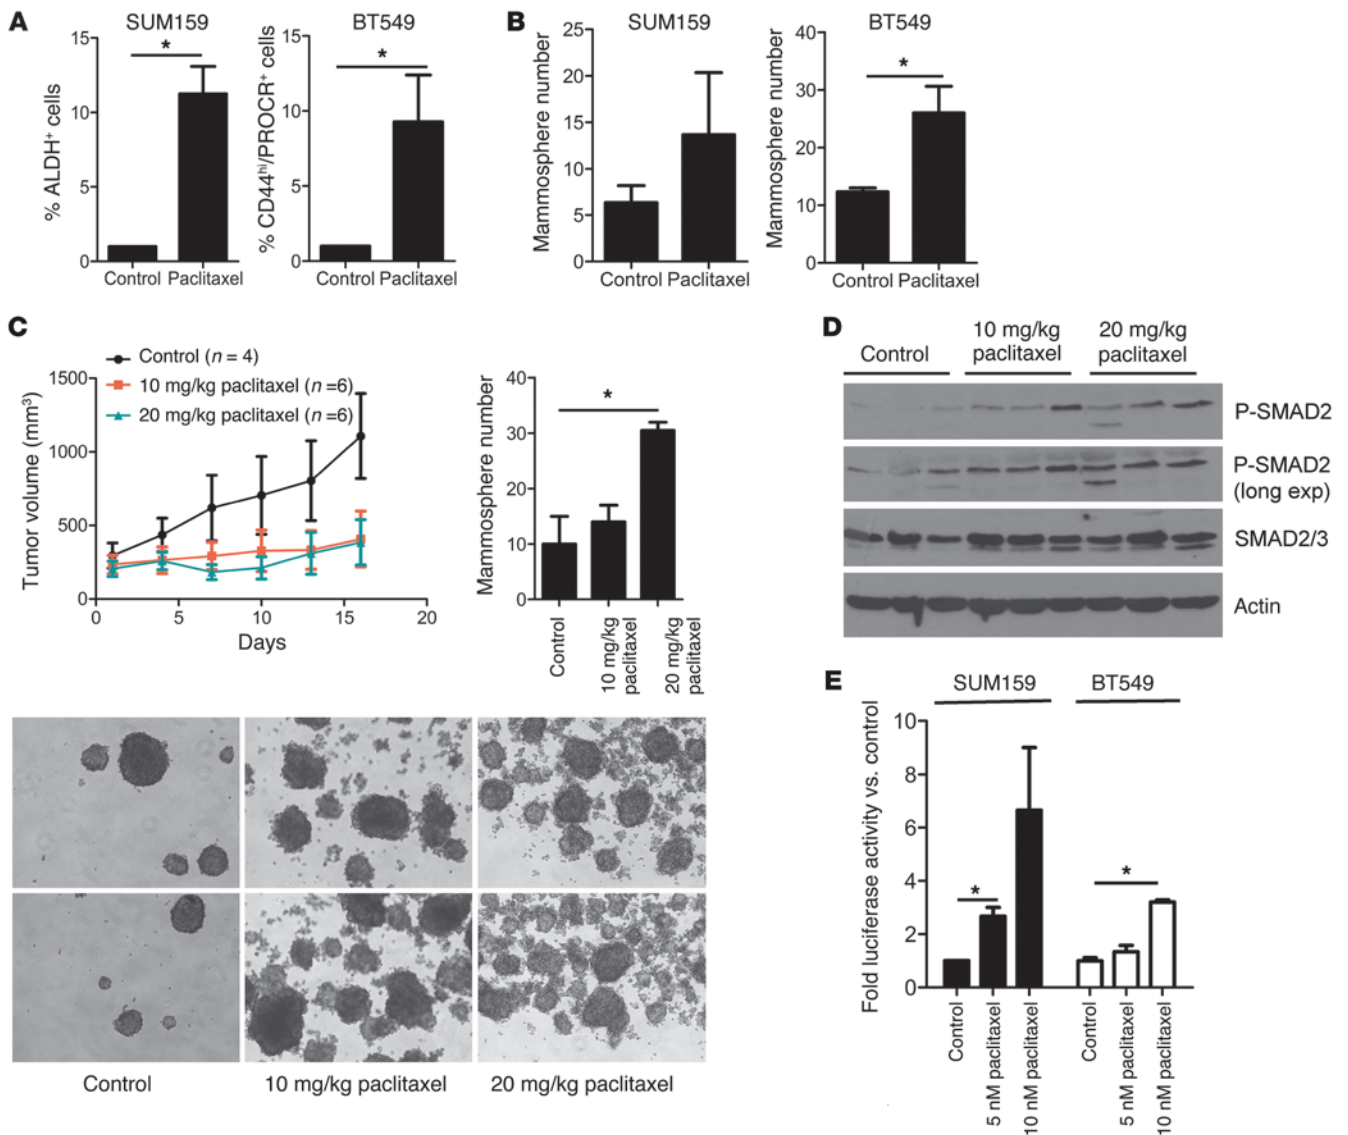 A
SUM159
BT549
% ALDH⁺ cells
15
10
5
0
*
Control Paclitaxel
% CD44ʰⁱ/PROCR⁺ cells
15
10
5
0
*
Control Paclitaxel
B
SUM159
BT549
Mammosphere number
25
20
15
10
5
0
Control Paclitaxel
Mammosphere number
40
30
20
10
0
*
Control Paclitaxel
C
Control (n = 4)
10 mg/kg paclitaxel (n =6)
20 mg/kg paclitaxel (n =6)
Tumor volume (mm³)
1500
1000
500
0
0 5 10 15 20
Days
Mammosphere number
40
30
20
10
0
*
Control
10 mg/kg
paclitaxel
20 mg/kg
paclitaxel
Control
10 mg/kg paclitaxel
20 mg/kg paclitaxel
D
Control
10 mg/kg
paclitaxel
20 mg/kg
paclitaxel
P-SMAD2
P-SMAD2
(long exp)
SMAD2/3
Actin
E
SUM159
BT549
Fold luciferase activity vs. control
10
8
6
4
2
0
*
*
Control
5 nM paclitaxel
10 nM paclitaxel
Control
5 nM paclitaxel
10 nM paclitaxel